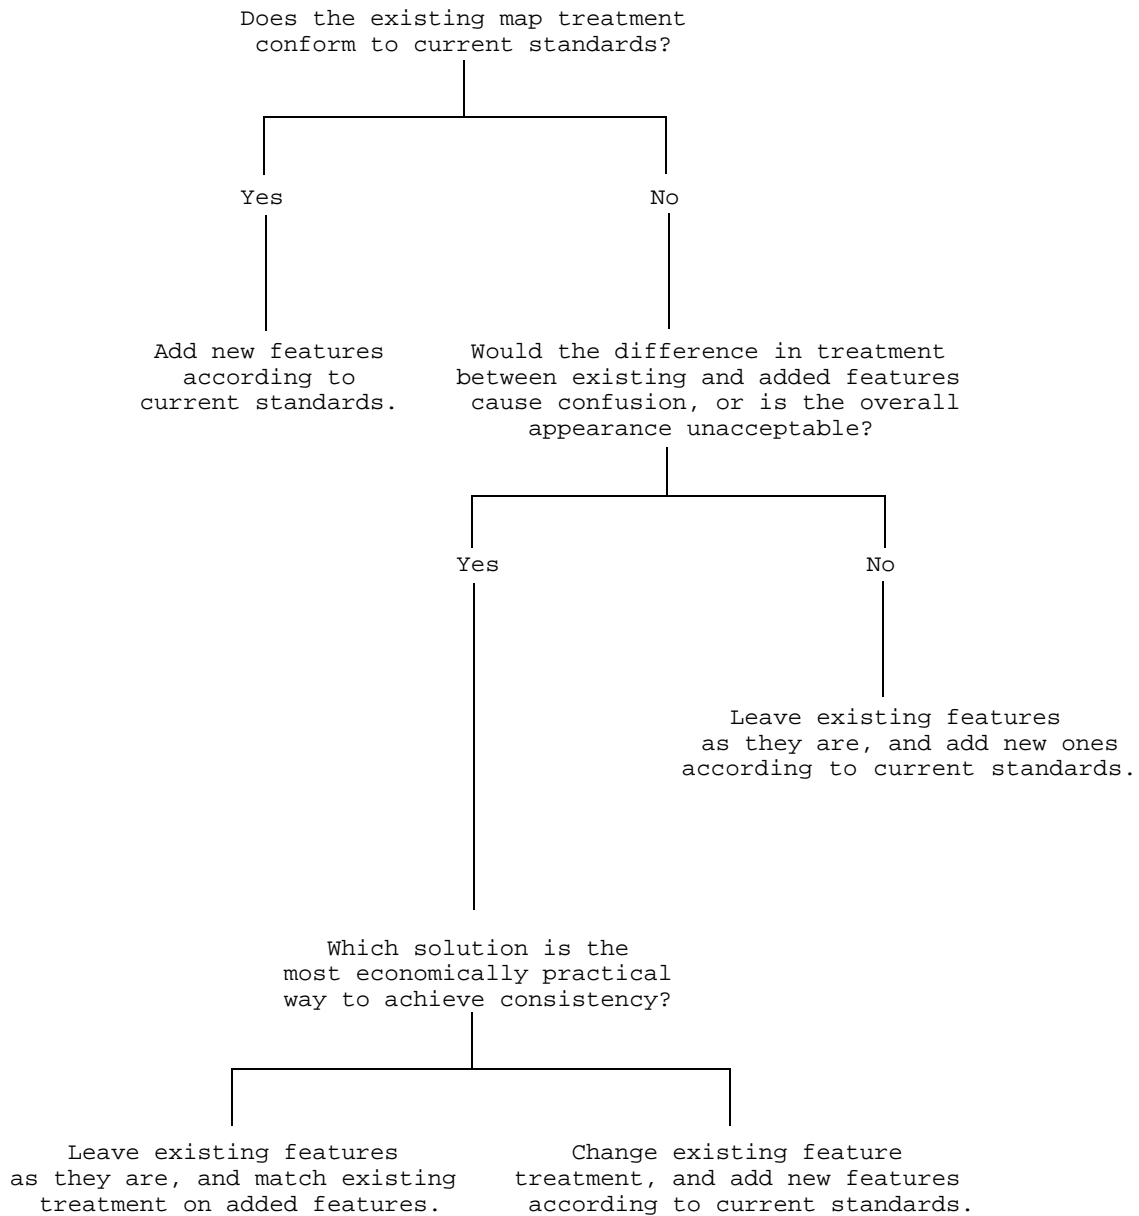 Does the existing map treatment
conform to current standards?
Yes
No
Add new features
according to
current standards.
Would the difference in treatment
between existing and added features
cause confusion, or is the overall
appearance unacceptable?
Yes
No
Leave existing features
as they are, and add new ones
according to current standards.
Which solution is the
most economically practical
way to achieve consistency?
Leave existing features
as they are, and match existing
treatment on added features.
Change existing feature
treatment, and add new features
according to current standards.